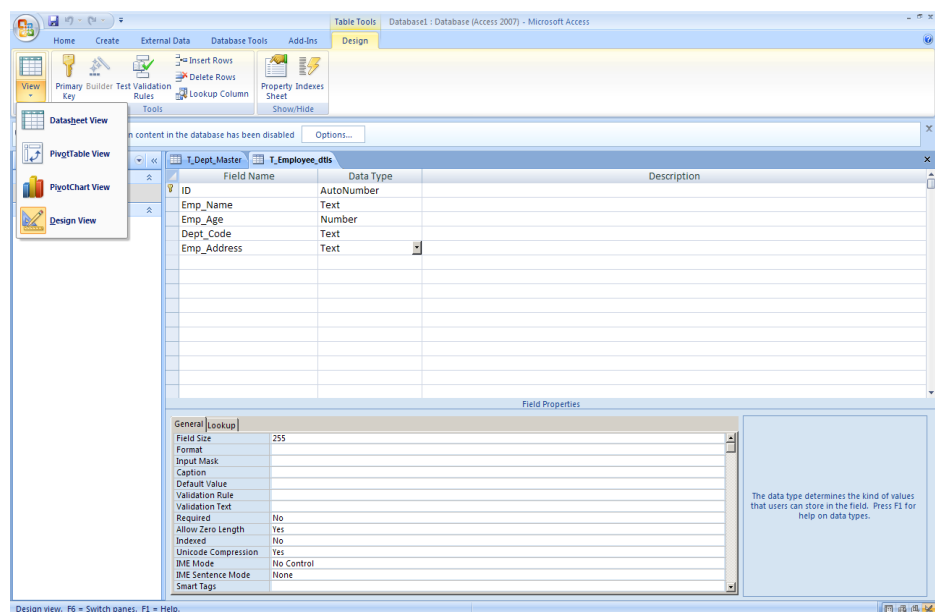 Table Tools Database1 : Database (Access 2007) - Microsoft Access
Home Create External Data Database Tools Add-Ins Design
View
Primary Key
Builder
Test Validation Rules
Insert Rows
Delete Rows
Lookup Column
Property Sheet
Indexes
Tools
Show/Hide
Datasheet View
PivotTable View
PivotChart View
Design View
n content in the database has been disabled Options...
T_Dept_Master T_Employee_dtls
Field Name Data Type Description
ID AutoNumber
Emp_Name Text
Emp_Age Number
Dept_Code Text
Emp_Address Text
Field Properties
General Lookup
Field Size 255
Format
Input Mask
Caption
Default Value
Validation Rule
Validation Text
Required No
Allow Zero Length Yes
Indexed No
Unicode Compression Yes
IME Mode No Control
IME Sentence Mode None
Smart Tags
The data type determines the kind of values
that users can store in the field. Press F1 for
help on data types.
Design view. F6 = Switch panes. F1 = Help.